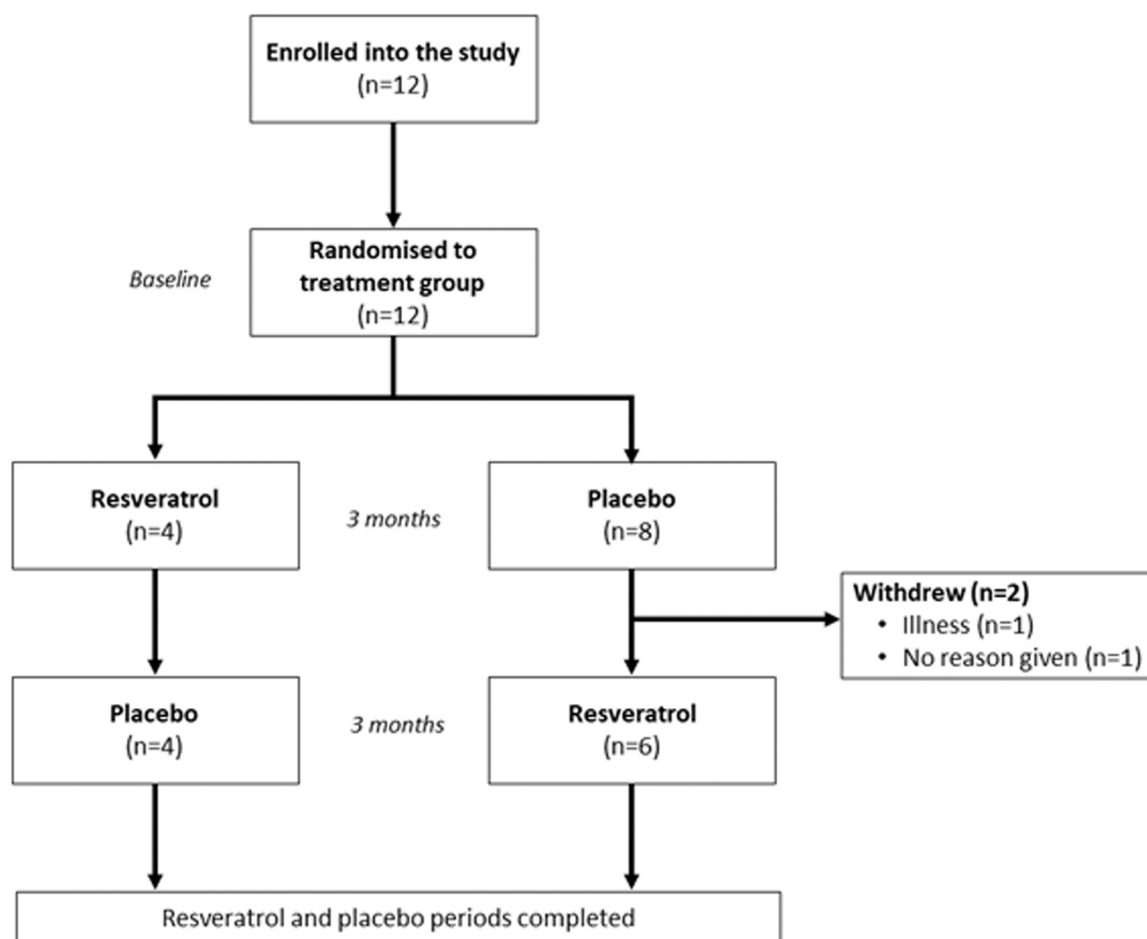 Enrolled into the study
(n=12)
Baseline
Randomised to
treatment group
(n=12)
Resveratrol
(n=4)
3 months
Placebo
(n=8)
Withdrew (n=2)
• Illness (n=1)
• No reason given (n=1)
Placebo
(n=4)
3 months
Resveratrol
(n=6)
Resveratrol and placebo periods completed